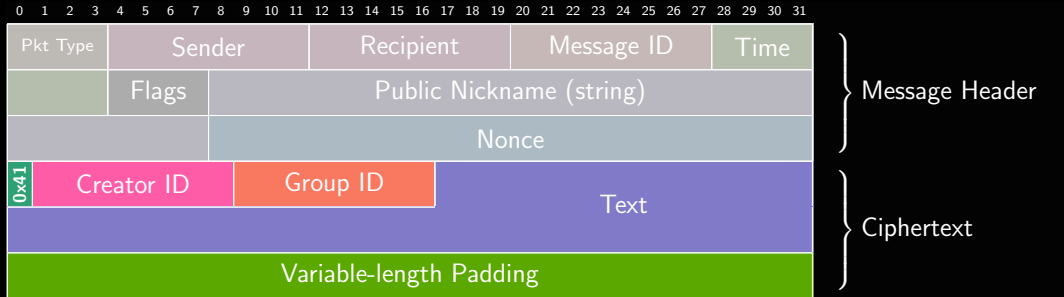 0 1 2 3 4 5 6 7 8 9 10 11 12 13 14 15 16 17 18 19 20 21 22 23 24 25 26 27 28 29 30 31
Pkt Type Sender Recipient Message ID Time
Flags Public Nickname (string)
Message Header
Nonce
0x41 Creator ID Group ID
Text
Ciphertext
Variable-length Padding